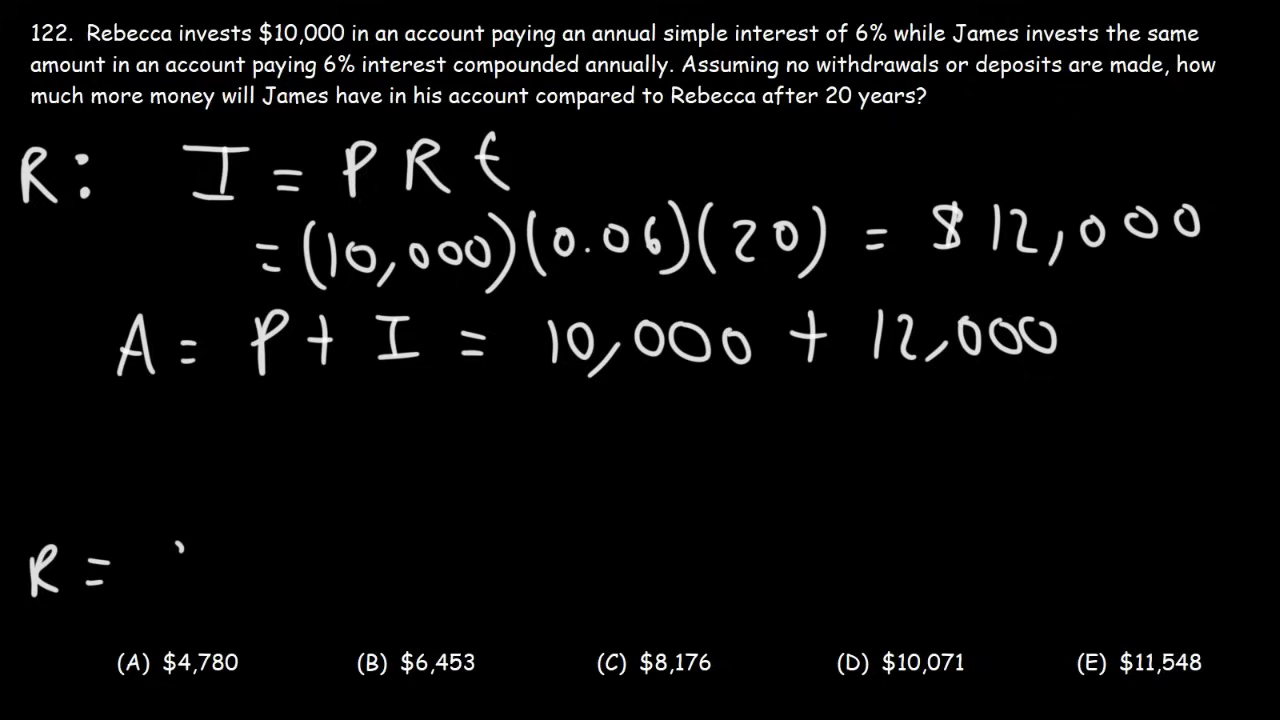 122. Rebecca invests $10,000 in an account paying an annual simple interest of 6% while James invests the same
amount in an account paying 6% interest compounded annually. Assuming no withdrawals or deposits are made, how
much more money will James have in his account compared to Rebecca after 20 years?
R: I = P R t
= (10,000)(0.06)(20) = $12,000
A = P + I = 10,000 + 12,000
R =
(A) $4,780 (B) $6,453 (C) $8,176 (D) $10,071 (E) $11,548